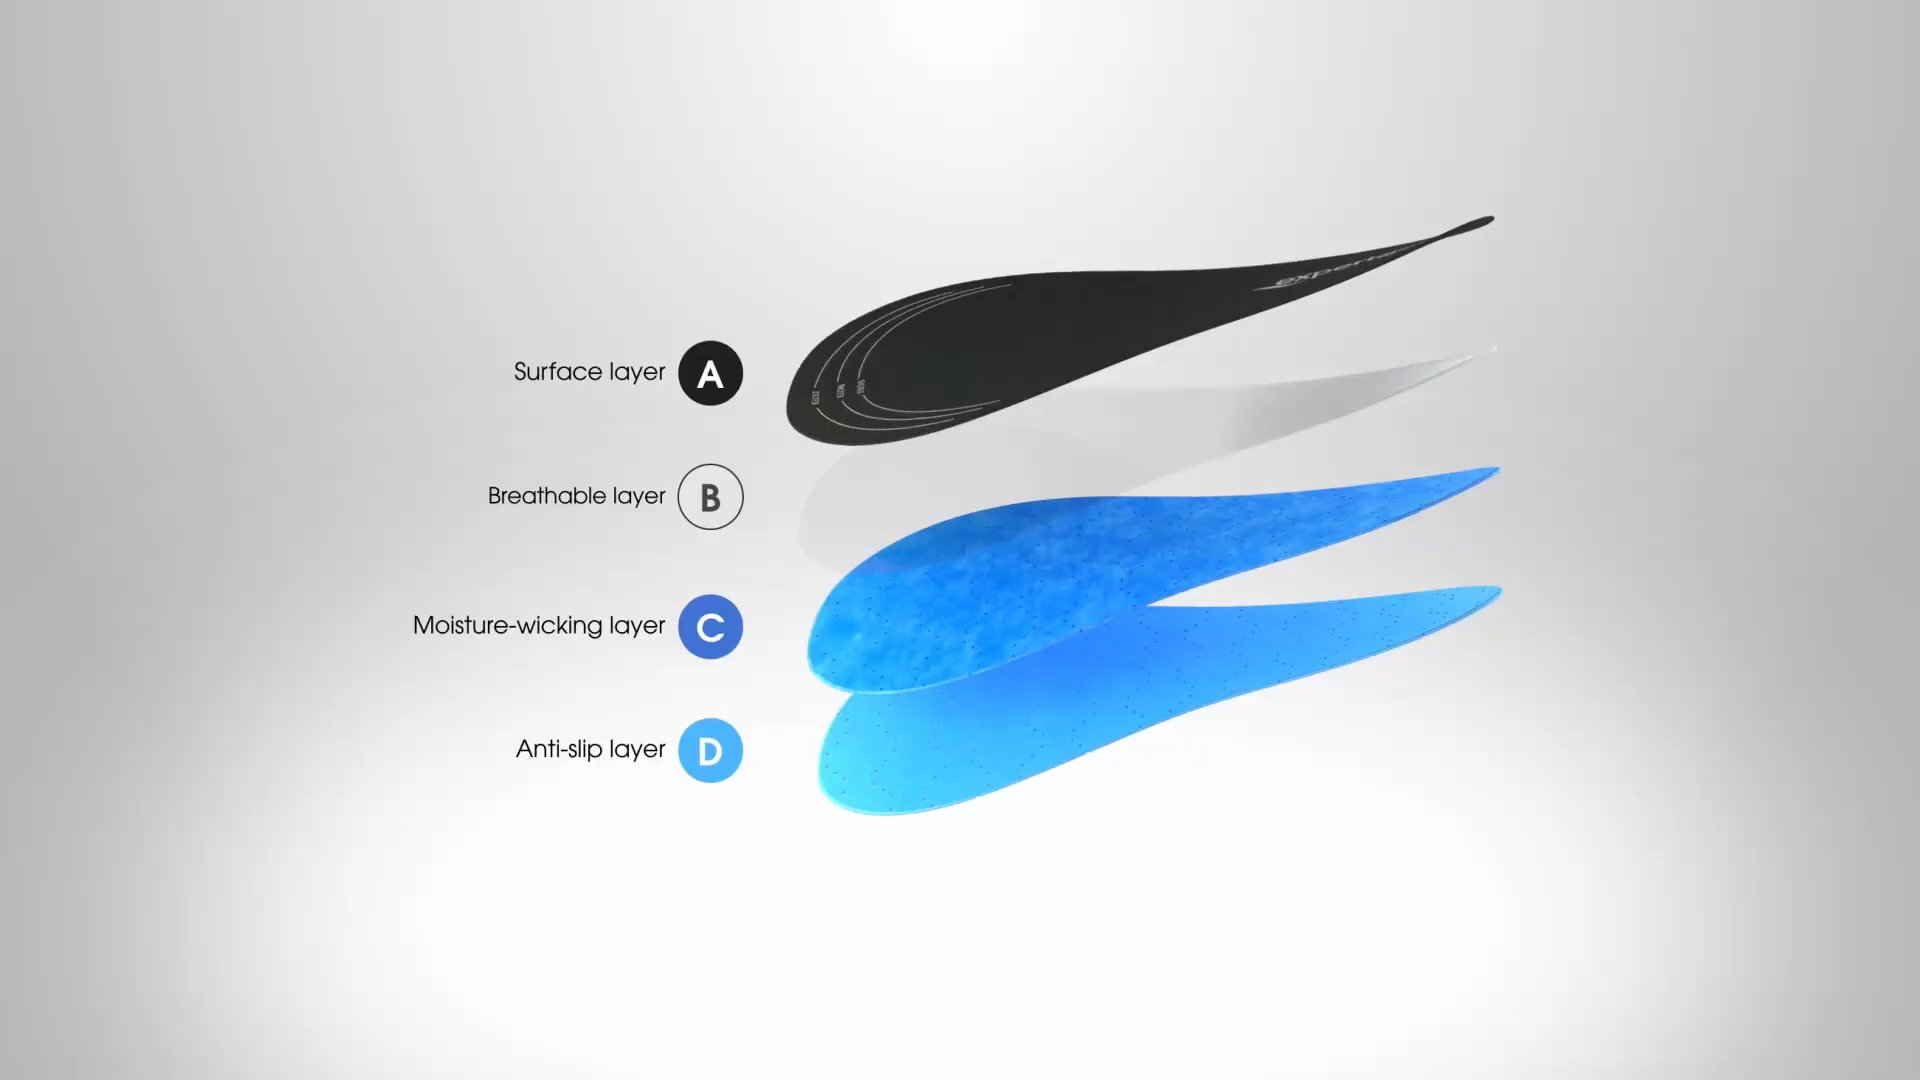 Surface layer A
Breathable layer B
Moisture-wicking layer C
Anti-slip layer D